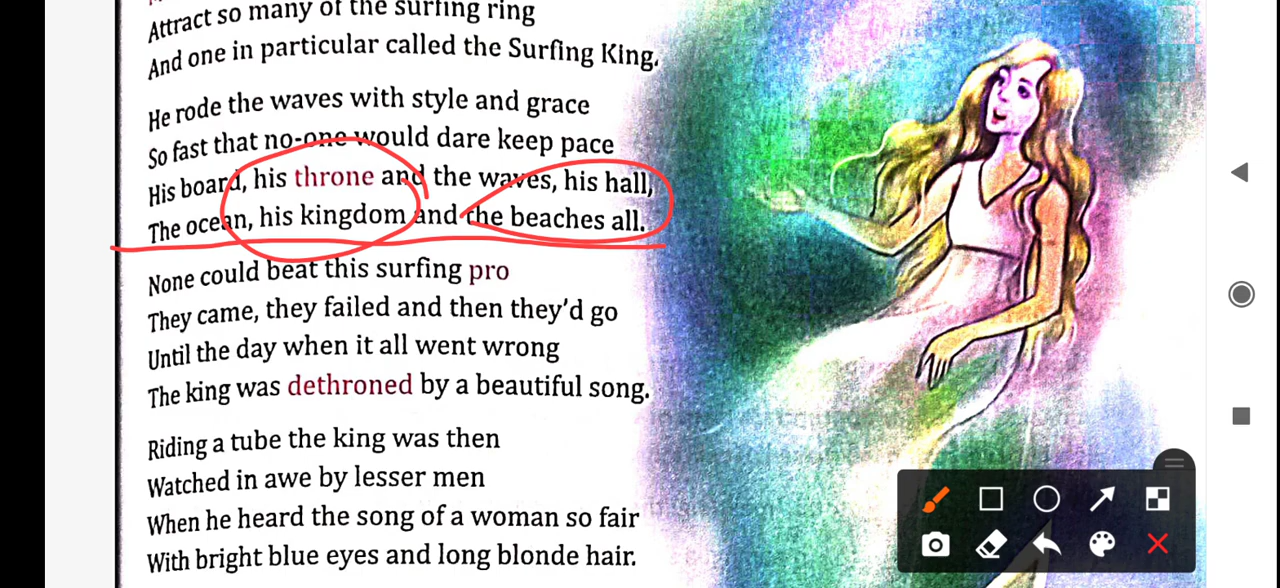 Attract so many of the surfing ring
And one in particular called the Surfing King.
He rode the waves with style and grace
So fast that no-one would dare keep pace
His board, his throne and the waves, his hall,
The ocean, his kingdom and the beaches all.
None could beat this surfing pro
They came, they failed and then they'd go
Until the day when it all went wrong
The king was dethroned by a beautiful song.
Riding a tube the king was then
Watched in awe by lesser men
When he heard the song of a woman so fair
With bright blue eyes and long blonde hair.